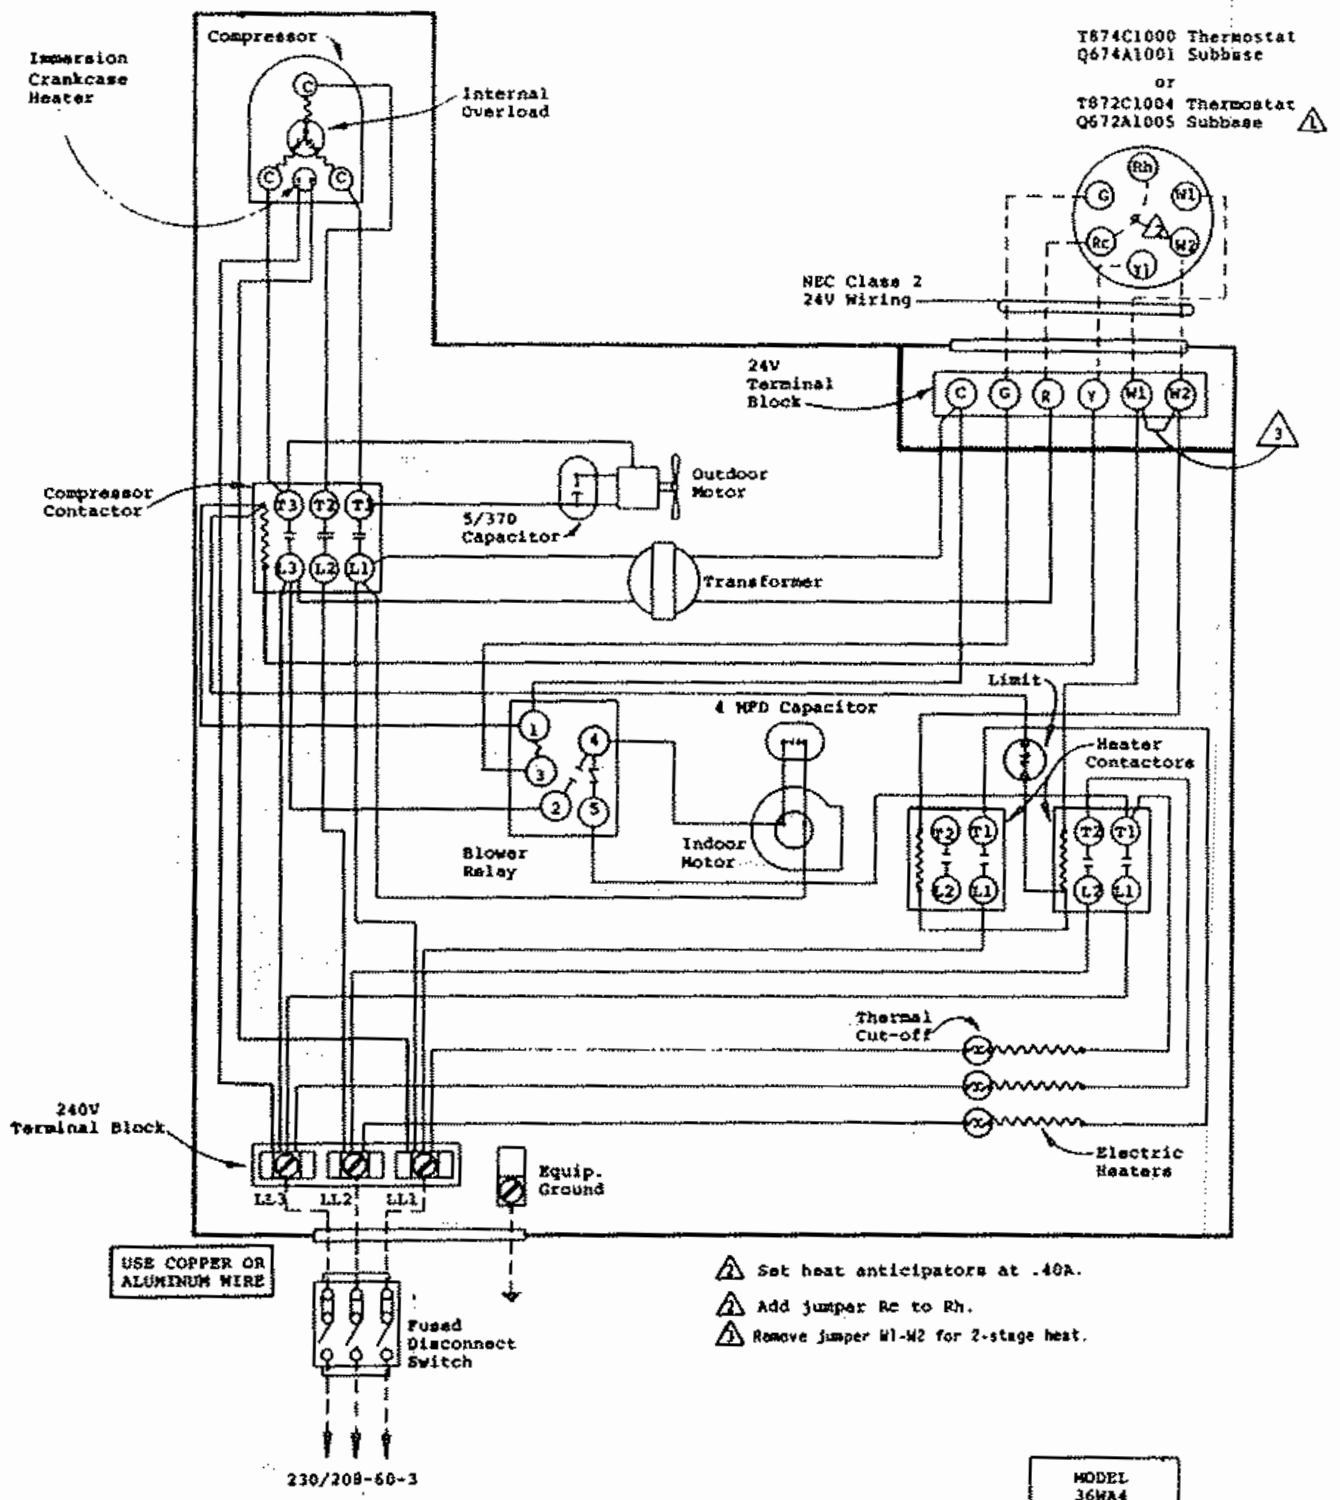 Compressor
Immersion
Crankcase
Heater
C
Internal
Overload
C
C
T874C1000 Thermostat
Q674A1001 Subbase
or
T872C1004 Thermostat
Q672A1005 Subbase
1
Rh
G
W1
Rc
2
W2
Y1
NEC Class 2
24V Wiring
24V
Terminal
Block
C
G
R
Y
W1
W2
3
Compressor
Contactor
T3
T2
T1
L3
L2
L1
5/370
Capacitor
Outdoor
Motor
Transformer
Limit
4 MFD Capacitor
1
4
3
2
5
Blower
Relay
Indoor
Motor
Heater
Contactors
T2
T1
L2
L1
T2
T1
L2
L1
Thermal
Cut-off
Electric
Heaters
240V
Terminal Block
LL3
LL2
LL1
Equip.
Ground
USE COPPER OR
ALUMINUM WIRE
Fused
Disconnect
Switch
230/208-60-3
Set heat anticipators at .40A.
2 Add jumper Rc to Rh.
3 Remove jumper W1-W2 for 2-stage heat.
MODEL
36WA4